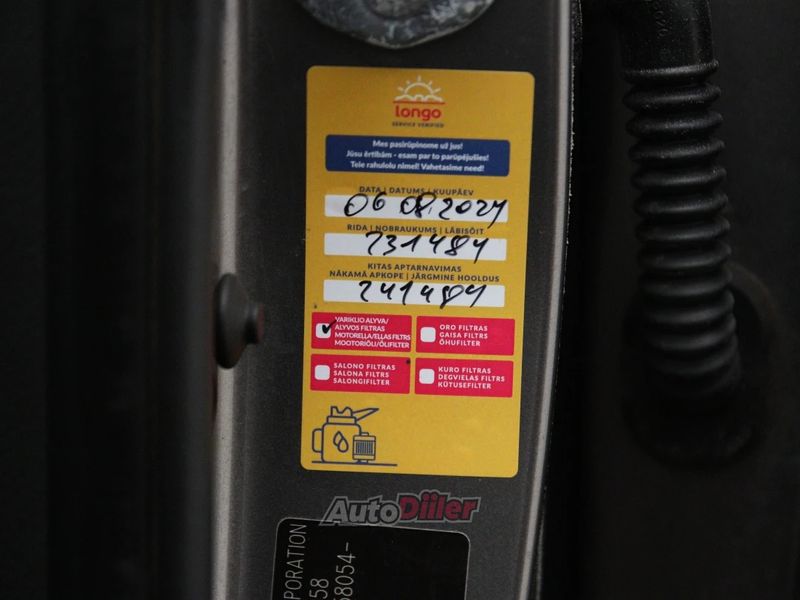 longo
SERVICE VERIFIED
Mes pasirūpinome už jus!
Jūsu ērtībām - esam par to parūpējušies!
Teie rahulolu nimel! Vahetasime need!
DATA | DATUMS | KUUPÄEV
06 08.2024
RIDA | NOBRAUKUMS | LÄBISÕIT
231484
KITAS APTARNAVIMAS
NĀKAMĀ APKOPE | JÄRGMINE HOOLDUS
241484
VARIKLIO ALYVA/
ALYVOS FILTRAS
MOTORELLA/EĻĻAS FILTRS
MOOTORIÕLI/ÕLIFILTER
ORO FILTRAS
GAISA FILTRS
ÕHUFILTER
SALONO FILTRAS
SALONA FILTRS
SALONGIFILTER
KURO FILTRAS
DEGVIELAS FILTRS
KÜTUSEFILTER
AutoDiiler
PORATION
58
58054-